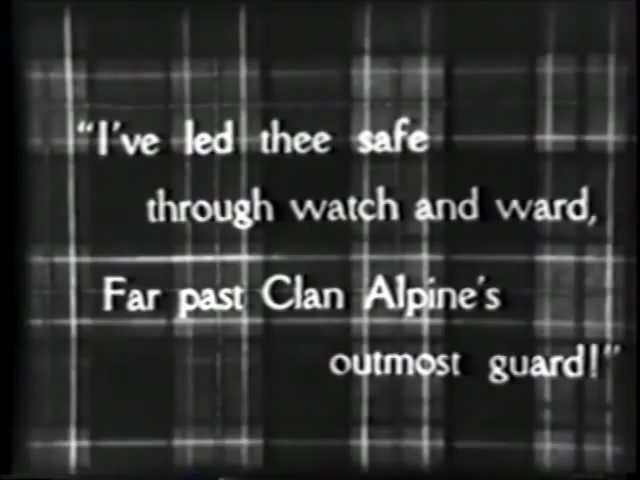 “I've led thee safe
through watch and ward,
Far past Clan Alpine's
outmost guard!”